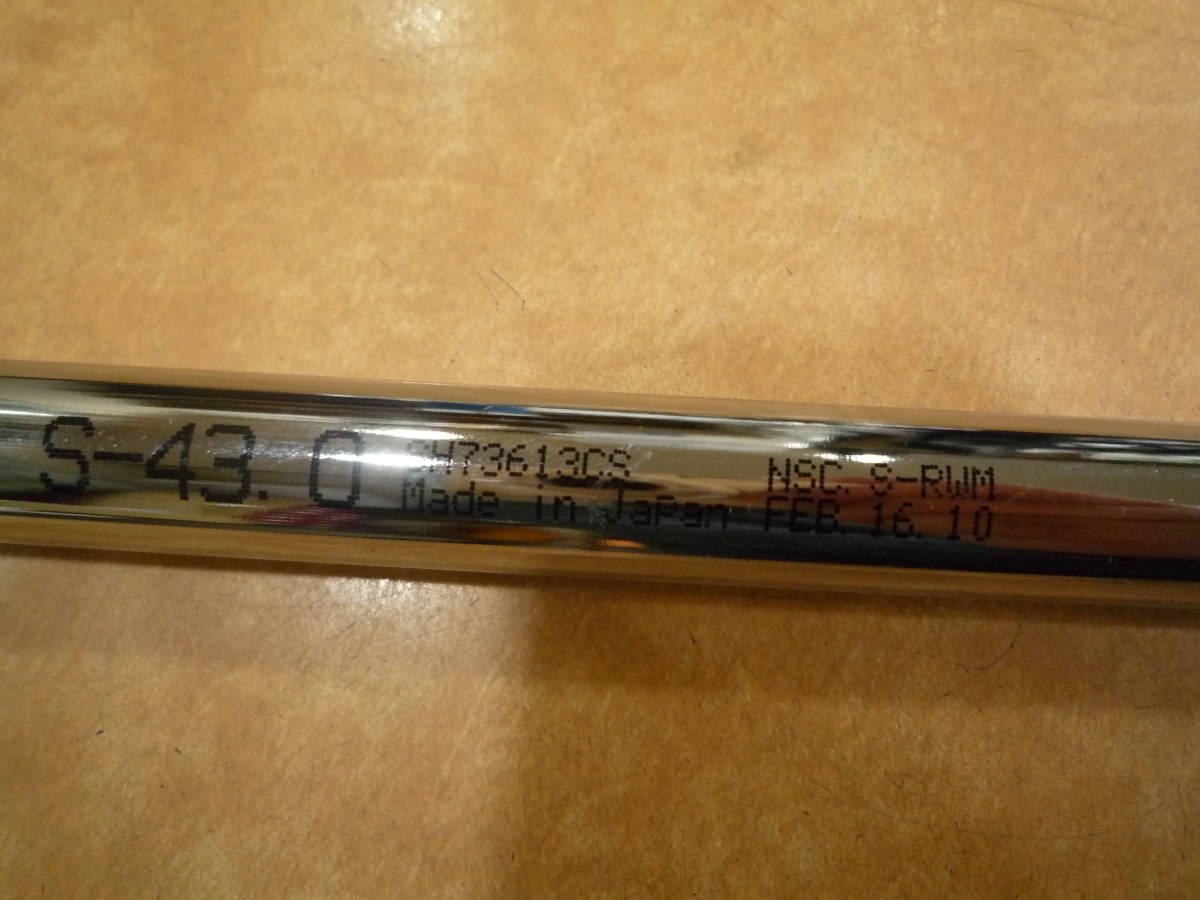 S-43.0
SH73613CS NSC. S-RWM
Made in Japan FEB. 16. 10